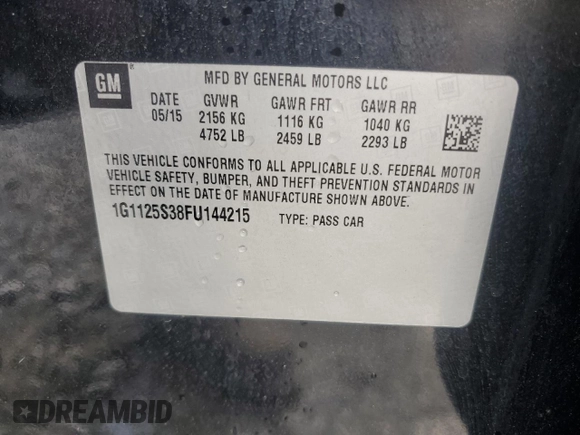 GM
MFD BY GENERAL MOTORS LLC
DATE GVWR GAWR FRT GAWR RR
05/15 2156 KG 1116 KG 1040 KG
4752 LB 2459 LB 2293 LB
THIS VEHICLE CONFORMS TO ALL APPLICABLE U.S. FEDERAL MOTOR
VEHICLE SAFETY, BUMPER, AND THEFT PREVENTION STANDARDS IN
EFFECT ON THE DATE OF MANUFACTURE SHOWN ABOVE.
1G1125S38FU144215 TYPE: PASS CAR
DREAMBID